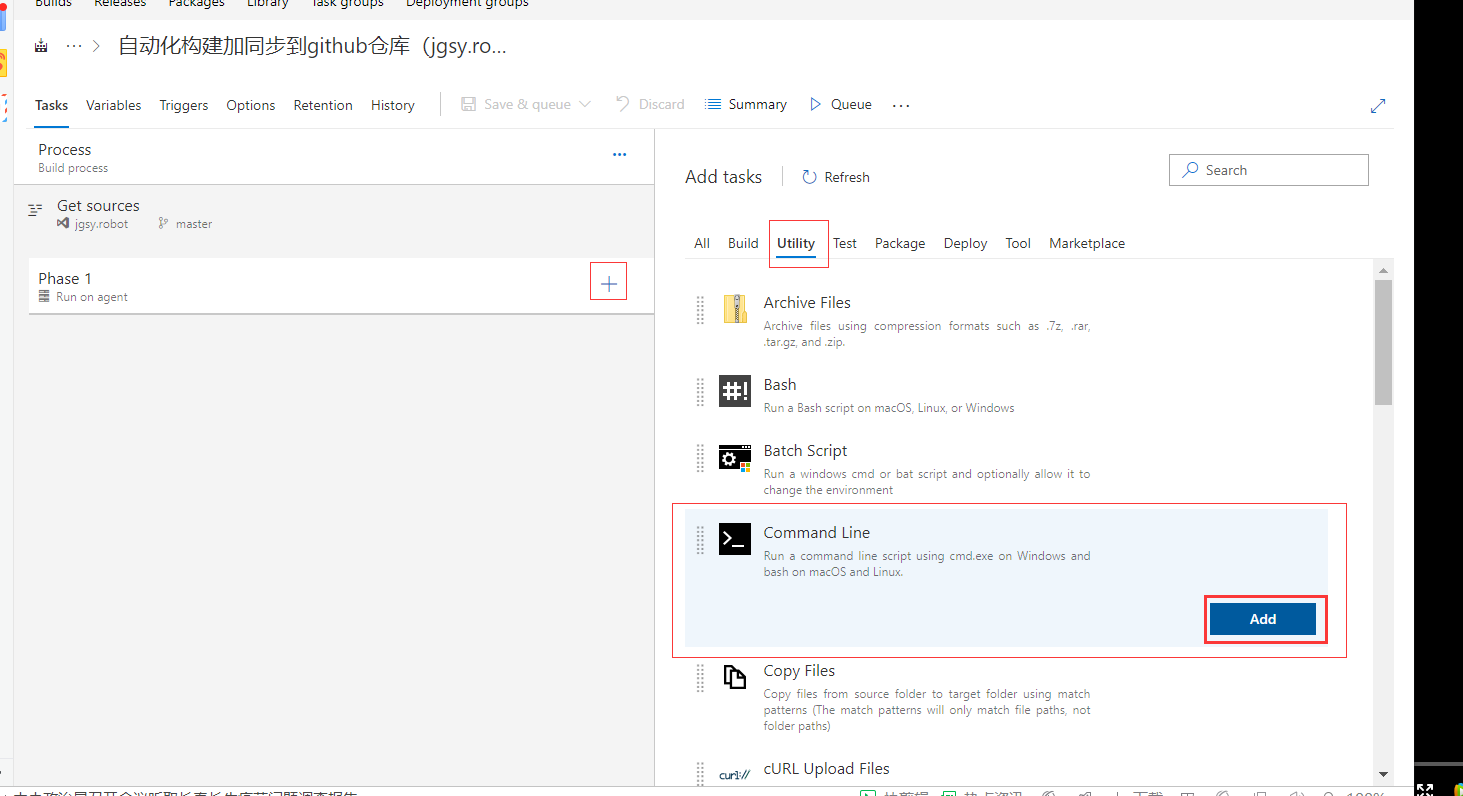 Builds Releases Packages Library Task groups Deployment groups
··· > 自动化构建加同步到github仓库（jgsy.ro...
Tasks Variables Triggers Options Retention History Save & queue Discard Summary Queue ...
Process
Build process
Get sources
jgsy.robot master
Phase 1
Run on agent
Add tasks Refresh Search
All Build Utility Test Package Deploy Tool Marketplace
Archive Files
Archive files using compression formats such as .7z, .rar,
.tar.gz, and .zip.
Bash
Run a Bash script on macOS, Linux, or Windows
Batch Script
Run a windows cmd or bat script and optionally allow it to
change the environment
Command Line
Run a command line script using cmd.exe on Windows and
bash on macOS and Linux.
Add
Copy Files
Copy files from source folder to target folder using match
patterns (The match patterns will only match file paths, not
folder paths)
curl://
cURL Upload Files